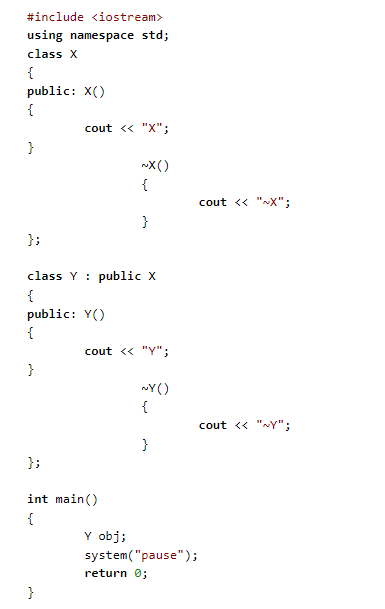 #include <iostream>
using namespace std;
class X
{
public: X()
{
        cout << "X";
}
                ~X()
                {
                        cout << "~X";
                }
};

class Y : public X
{
public: Y()
{
        cout << "Y";
}
                ~Y()
                {
                        cout << "~Y";
                }
};

int main()
{
        Y obj;
        system("pause");
        return 0;
}